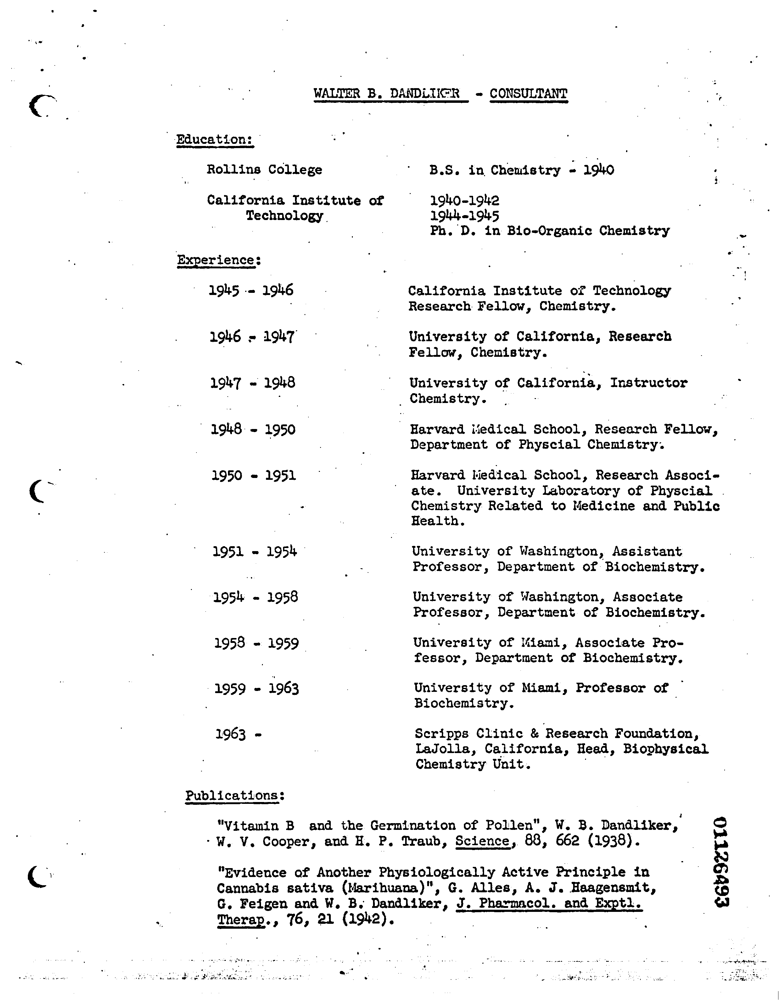 WALTER B. DANDLIKER - CONSULTANT
Education:
Rollins College B.S. in Chemistry - 1940
California Institute of 1940-1942
Technology 1944-1945
Ph. D. in Bio-Organic Chemistry
Experience:
1945 - 1946 California Institute of Technology
Research Fellow, Chemistry.
1946 - 1947 University of California, Research
Fellow, Chemistry.
1947 - 1948 University of California, Instructor
Chemistry.
1948 - 1950 Harvard Medical School, Research Fellow,
Department of Physcial Chemistry.
1950 - 1951 Harvard Medical School, Research Associ-
ate. University Laboratory of Physcial
Chemistry Related to Medicine and Public
Health.
1951 - 1954 University of Washington, Assistant
Professor, Department of Biochemistry.
1954 - 1958 University of Washington, Associate
Professor, Department of Biochemistry.
1958 - 1959 University of Miami, Associate Pro-
fessor, Department of Biochemistry.
1959 - 1963 University of Miami, Professor of
Biochemistry.
1963 - Scripps Clinic & Research Foundation,
LaJolla, California, Head, Biophysical
Chemistry Unit.
Publications:
"Vitamin B and the Germination of Pollen", W. B. Dandliker,
W. V. Cooper, and H. P. Traub, Science, 88, 662 (1938).
"Evidence of Another Physiologically Active Principle in
Cannabis sativa (Marihuana)", G. Alles, A. J. Haagensmit,
G. Feigen and W. B. Dandliker, J. Pharmacol. and Exptl.
Therap., 76, 21 (1942).
01126493